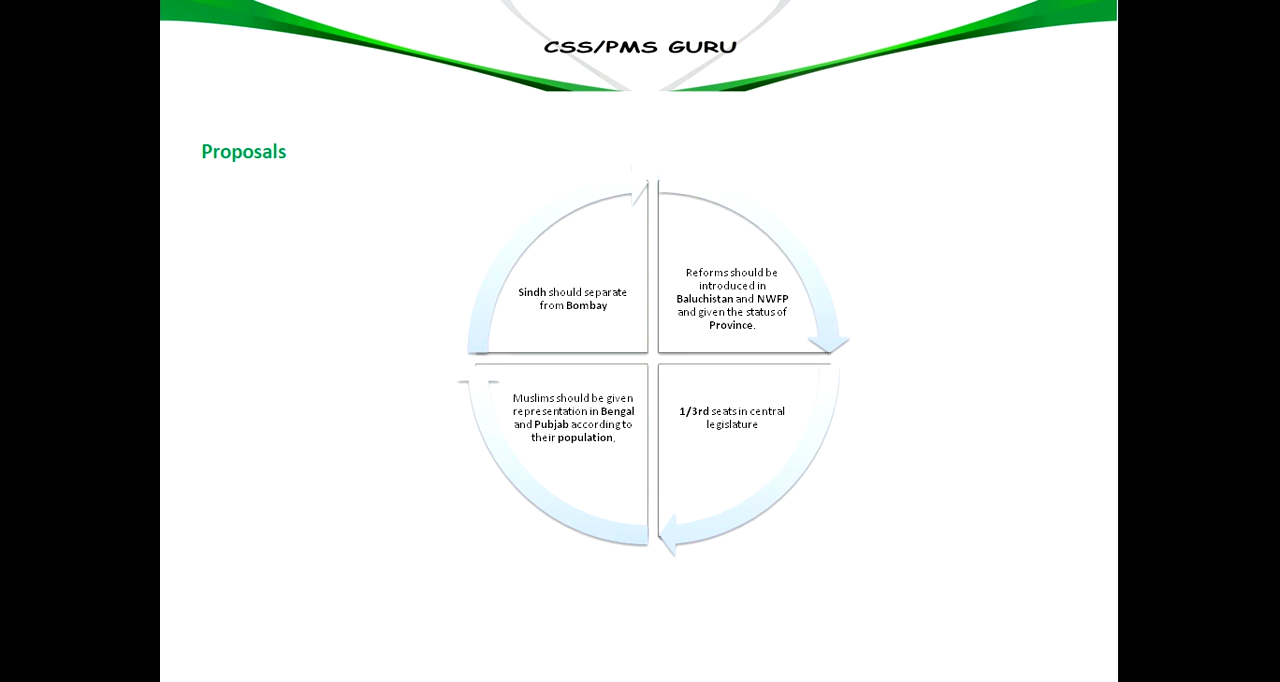 CSS/PMS GURU
Proposals
Sindh should separate
from Bombay
Reforms should be
introduced in
Baluchistan and NWFP
and given the status of
Province.
Muslims should be given
representation in Bengal
and Pubjab according to
their population,
1/3rd seats in central
legislature